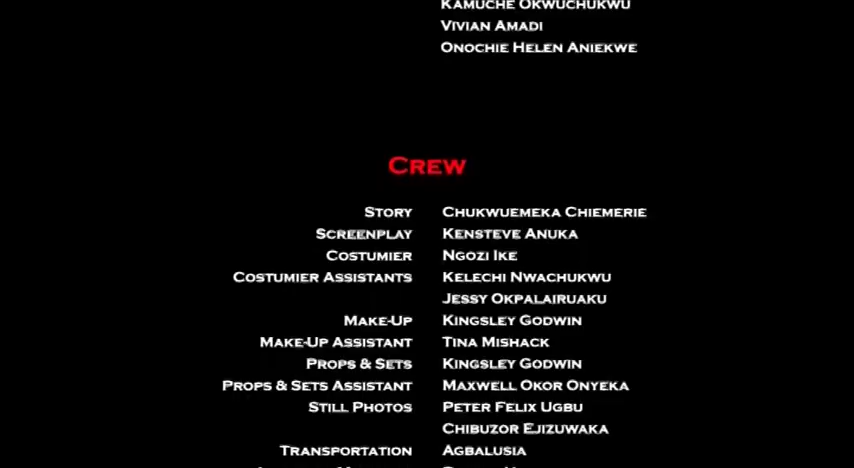 Kamuche Okwuchukwu
Vivian Amadi
Onochie Helen Aniekwe
Crew
Story Chukwuemeka Chiemerie
Screenplay Kensteve Anuka
Costumier Ngozi Ike
Costumier Assistants Kelechi Nwachukwu
Jessy Okpalairuaku
Make-Up Kingsley Godwin
Make-Up Assistant Tina Mishack
Props & Sets Kingsley Godwin
Props & Sets Assistant Maxwell Okor Onyeka
Still Photos Peter Felix Ugbu
Chibuzor Ejizuwaka
Transportation Agbalusia